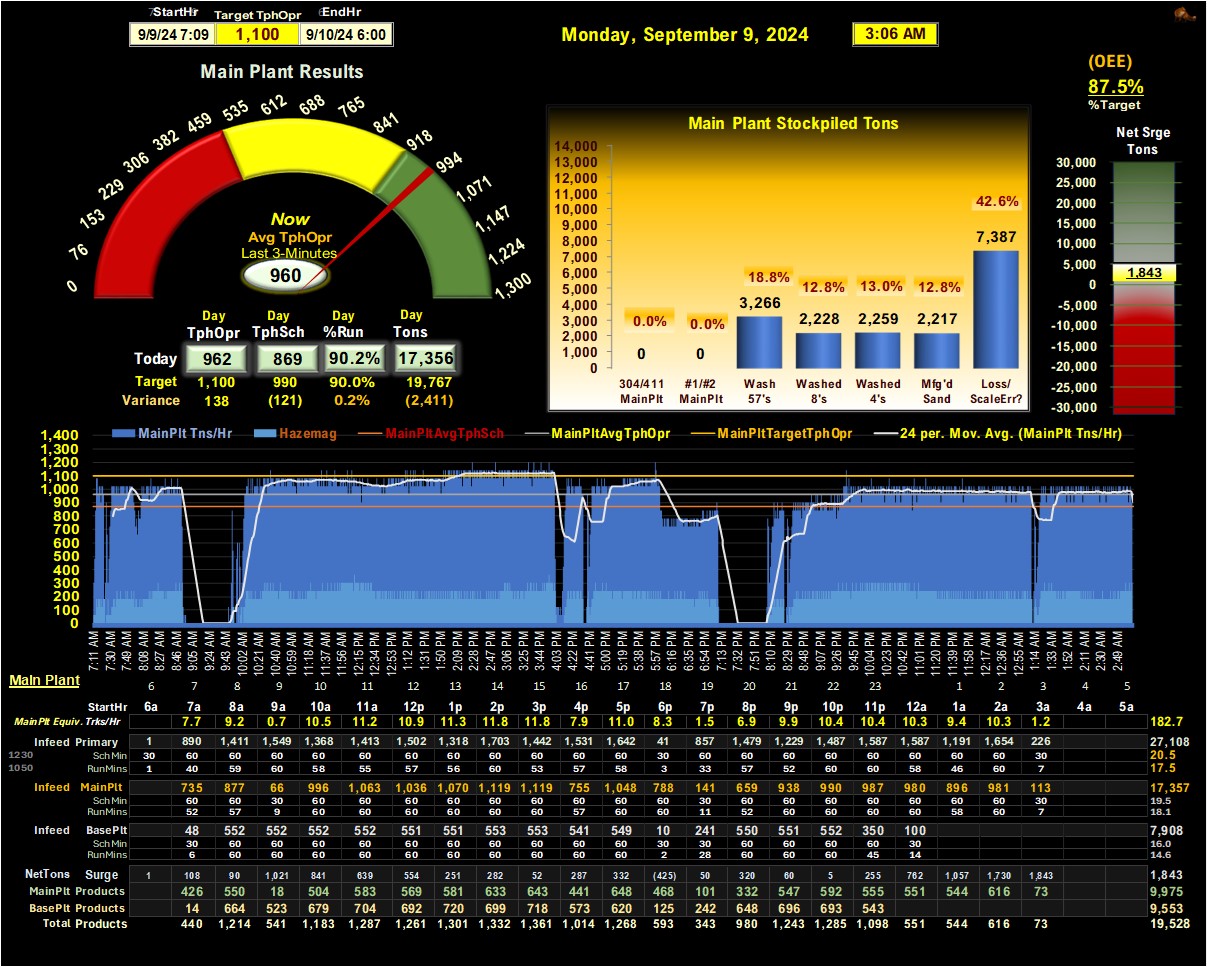 StartHr Target TphOpr EndHr
9/9/24 7:09 1,100 9/10/24 6:00
Monday, September 9, 2024 3:06 AM
(OEE)
87.5%
%Target
Main Plant Results
0 76 153 229 306 382 459 535 612 688 765 841 918 994 1,071 1,147 1,224 1,300
Now
Avg TphOpr
Last 3-Minutes
960
Day Day Day Day
TphOpr TphSch %Run Tons
Today 962 869 90.2% 17,356
Target 1,100 990 90.0% 19,767
Variance 138 (121) 0.2% (2,411)
Main Plant Stockpiled Tons
14,000
13,000
12,000
11,000
10,000
9,000
8,000
7,000
6,000
5,000
4,000
3,000
2,000
1,000
0
0.0% 0.0% 18.8% 12.8% 13.0% 12.8% 42.6%
0 0 3,266 2,228 2,259 2,217 7,387
304/411 #1/#2 Wash Washed Washed Mfg'd Loss/
MainPlt MainPlt 57's 8's 4's Sand ScaleErr?
Net Srge
Tons
30,000
25,000
20,000
15,000
10,000
5,000
1,843
0
-5,000
-10,000
-15,000
-20,000
-25,000
-30,000
MainPlt Tns/Hr Hazemag MainPltAvgTphSch MainPltAvgTphOpr MainPltTargetTphOpr 24 per. Mov. Avg. (MainPlt Tns/Hr)
1,400
1,300
1,200
1,100
1,000
900
800
700
600
500
400
300
200
100
0
7:11 AM 7:30 AM 7:49 AM 8:08 AM 8:27 AM 8:46 AM 9:05 AM 9:24 AM 9:43 AM 10:02 AM 10:21 AM 10:40 AM 10:59 AM 11:18 AM 11:37 AM 11:56 AM 12:15 PM 12:34 PM 12:53 PM 1:12 PM 1:31 PM 1:50 PM 2:09 PM 2:28 PM 2:47 PM 3:06 PM 3:25 PM 3:44 PM 4:03 PM 4:22 PM 4:41 PM 5:00 PM 5:19 PM 5:38 PM 5:57 PM 6:16 PM 6:35 PM 6:54 PM 7:13 PM 7:32 PM 7:51 PM 8:10 PM 8:29 PM 8:48 PM 9:07 PM 9:26 PM 9:45 PM 10:04 PM 10:23 PM 10:42 PM 11:01 PM 11:20 PM 11:39 PM 11:58 PM 12:17 AM 12:36 AM 12:55 AM 1:14 AM 1:33 AM 1:52 AM 2:11 AM 2:30 AM 2:49 AM
Main Plant 6 7 8 9 10 11 12 13 14 15 16 17 18 19 20 21 22 23 1 2 3 4 5
StartHr 6a 7a 8a 9a 10a 11a 12p 1p 2p 3p 4p 5p 6p 7p 8p 9p 10p 11p 12a 1a 2a 3a 4a 5a
MainPlt Equiv. Trks/Hr 7.7 9.2 0.7 10.5 11.2 10.9 11.3 11.8 11.8 7.9 11.0 8.3 1.5 6.9 9.9 10.4 10.4 10.3 9.4 10.3 1.2 182.7
Infeed Primary 1 890 1,411 1,549 1,368 1,413 1,502 1,318 1,703 1,442 1,531 1,642 41 857 1,479 1,229 1,487 1,587 1,587 1,191 1,654 226 27,108
1230 Sch Min 30 60 60 60 60 60 60 60 60 60 60 60 30 60 60 60 60 60 60 60 60 30 20.5
1050 RunMins 1 40 59 60 58 55 57 56 60 53 57 58 3 33 57 52 60 60 58 46 60 7 17.5
Infeed MainPlt 735 877 66 996 1,063 1,036 1,070 1,119 1,119 755 1,048 788 141 659 938 990 987 980 896 981 113 17,357
Sch Min 60 60 30 60 60 60 60 60 60 60 60 60 30 60 60 60 60 60 60 60 30 19.5
RunMins 52 57 9 60 60 60 60 60 60 57 60 60 11 52 60 60 60 60 58 60 7 18.1
Infeed BasePlt 48 552 552 552 552 551 551 553 553 541 549 10 241 550 551 552 350 100 7,908
Sch Min 30 60 60 60 60 60 60 60 60 60 60 30 30 60 60 60 60 30 16.0
RunMins 6 60 60 60 60 60 60 60 60 60 60 2 28 60 60 60 45 14 14.6
NetTons Surge 1 108 90 1,021 841 639 554 251 282 52 287 332 (425) 50 320 60 5 255 762 1,057 1,730 1,843 1,843
MainPlt Products 426 550 18 504 583 569 581 633 643 441 648 468 101 332 547 592 555 551 544 616 73 9,975
BasePlt Products 14 664 523 679 704 692 720 699 718 573 620 125 242 648 696 693 543 9,553
Total Products 440 1,214 541 1,183 1,287 1,261 1,301 1,332 1,361 1,014 1,268 593 343 980 1,243 1,285 1,098 551 544 616 73 19,528